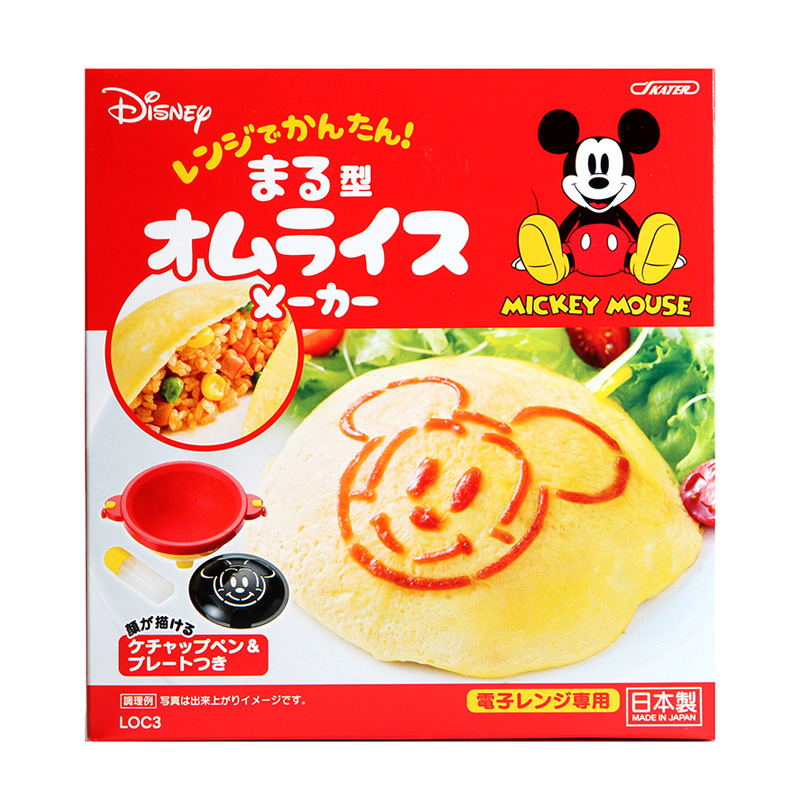 Disney
SKATER
レンジでかんたん!
まる型
オムライス
メーカー
MICKEY MOUSE
顔が描ける
ケチャップペン&
プレートつき
調理例 写真は出来上がりイメージです。
LOC3
電子レンジ専用
日本製
MADE IN JAPAN